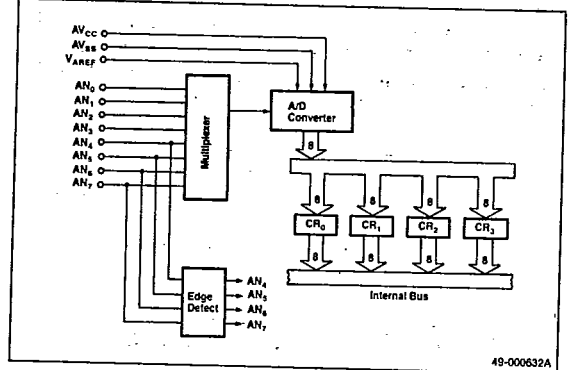 AVCC
AVSS
VAREF
AN0
AN1
AN2
AN3
AN4
AN5
AN6
AN7
Multiplexer
A/D
Converter
8
8 8 8 8
CR0 CR1 CR2 CR3
8 8 8 8
Internal Bus
Edge
Detect
AN4
AN5
AN6
AN7
49-000632A